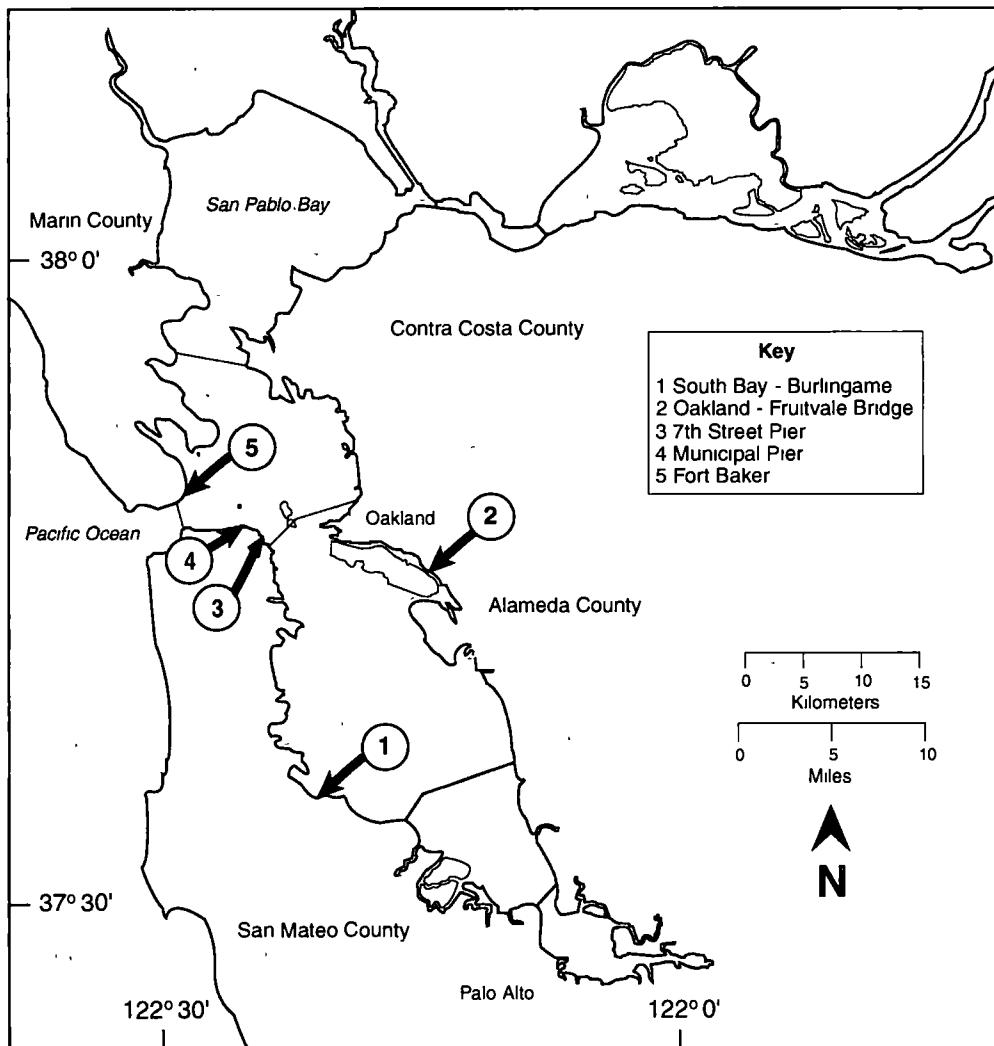 Marin County
San Pablo Bay
38° 0'
Contra Costa County
Key
1 South Bay - Burlingame
2 Oakland - Fruitvale Bridge
3 7th Street Pier
4 Municipal Pier
5 Fort Baker
5
Pacific Ocean
Oakland
2
4
3
Alameda County
0 5 10 15
Kilometers
0 5 10
Miles
1
N
37° 30'
San Mateo County
Palo Alto
122° 30'
122° 0'